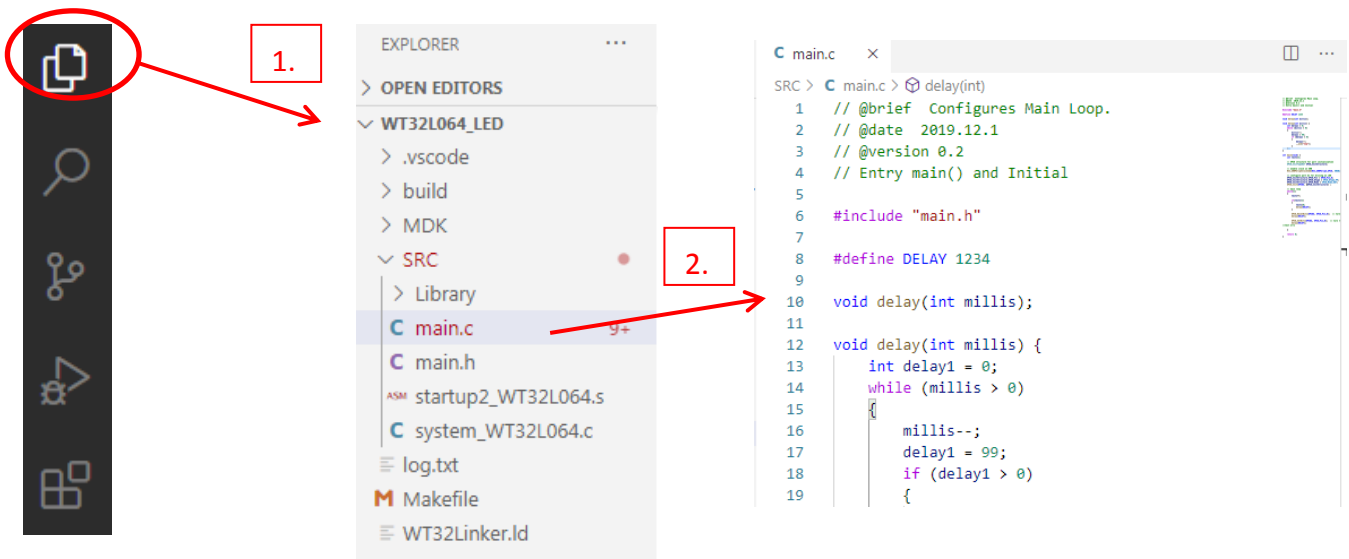 1.
EXPLORER ...
> OPEN EDITORS
WT32L064_LED
> .vscode
> build
> MDK
SRC
> Library
C main.c 9+
C main.h
ASM startup2_WT32L064.s
C system_WT32L064.c
log.txt
M Makefile
WT32Linker.ld
2.
C main.c × ...
SRC > C main.c > delay(int)
1 // @brief  Configures Main Loop.
2 // @date  2019.12.1
3 // @version 0.2
4 // Entry main() and Initial
5
6 #include "main.h"
7
8 #define DELAY 1234
9
10 void delay(int millis);
11
12 void delay(int millis) {
13     int delay1 = 0;
14     while (millis > 0)
15     {
16         millis--;
17         delay1 = 99;
18         if (delay1 > 0)
19         {